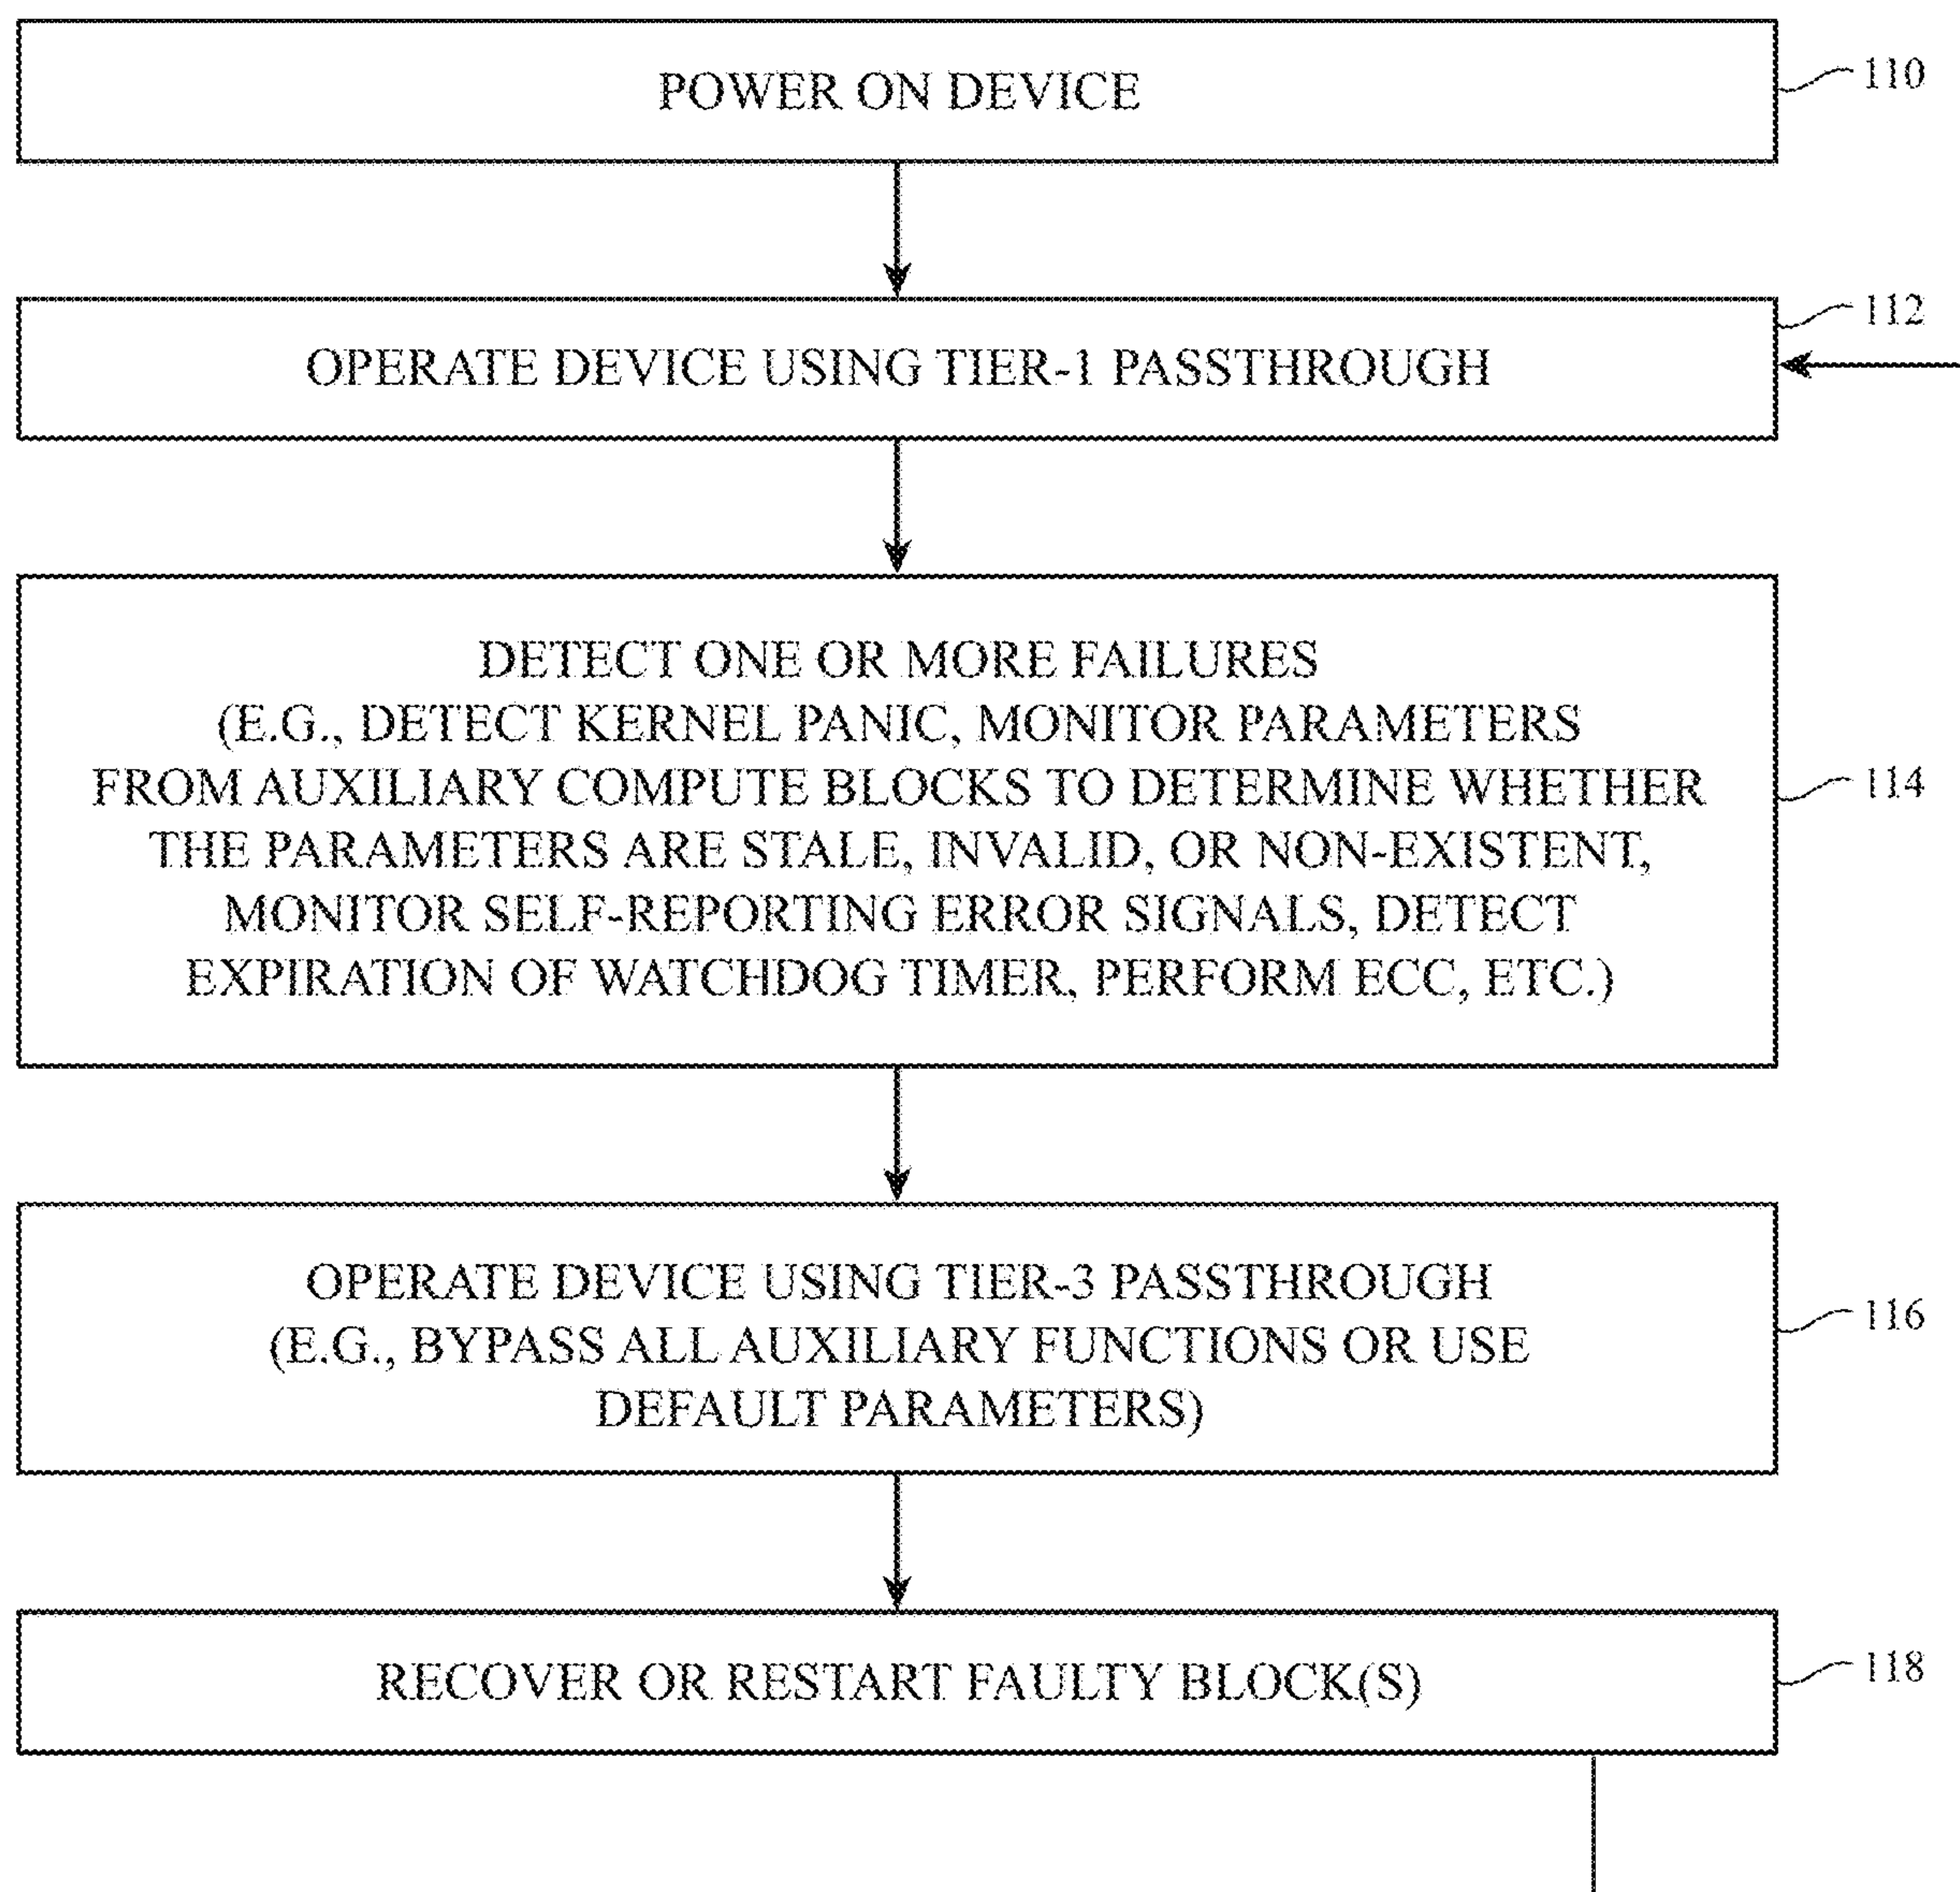 POWER ON DEVICE
110
OPERATE DEVICE USING TIER-1 PASSTHROUGH
112
DETECT ONE OR MORE FAILURES
(E.G., DETECT KERNEL PANIC, MONITOR PARAMETERS
FROM AUXILIARY COMPUTE BLOCKS TO DETERMINE WHETHER
THE PARAMETERS ARE STALE, INVALID, OR NON-EXISTENT,
MONITOR SELF-REPORTING ERROR SIGNALS, DETECT
EXPIRATION OF WATCHDOG TIMER, PERFORM ECC, ETC.)
114
OPERATE DEVICE USING TIER-3 PASSTHROUGH
(E.G., BYPASS ALL AUXILIARY FUNCTIONS OR USE
DEFAULT PARAMETERS)
116
RECOVER OR RESTART FAULTY BLOCK(S)
118